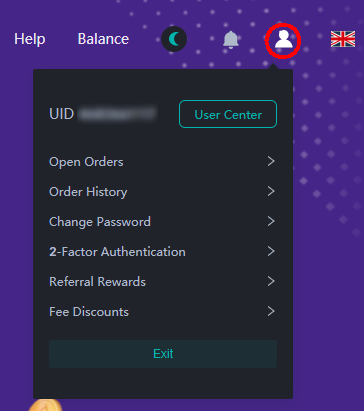 Help Balance
UID
User Center
Open Orders
Order History
Change Password
2-Factor Authentication
Referral Rewards
Fee Discounts
Exit